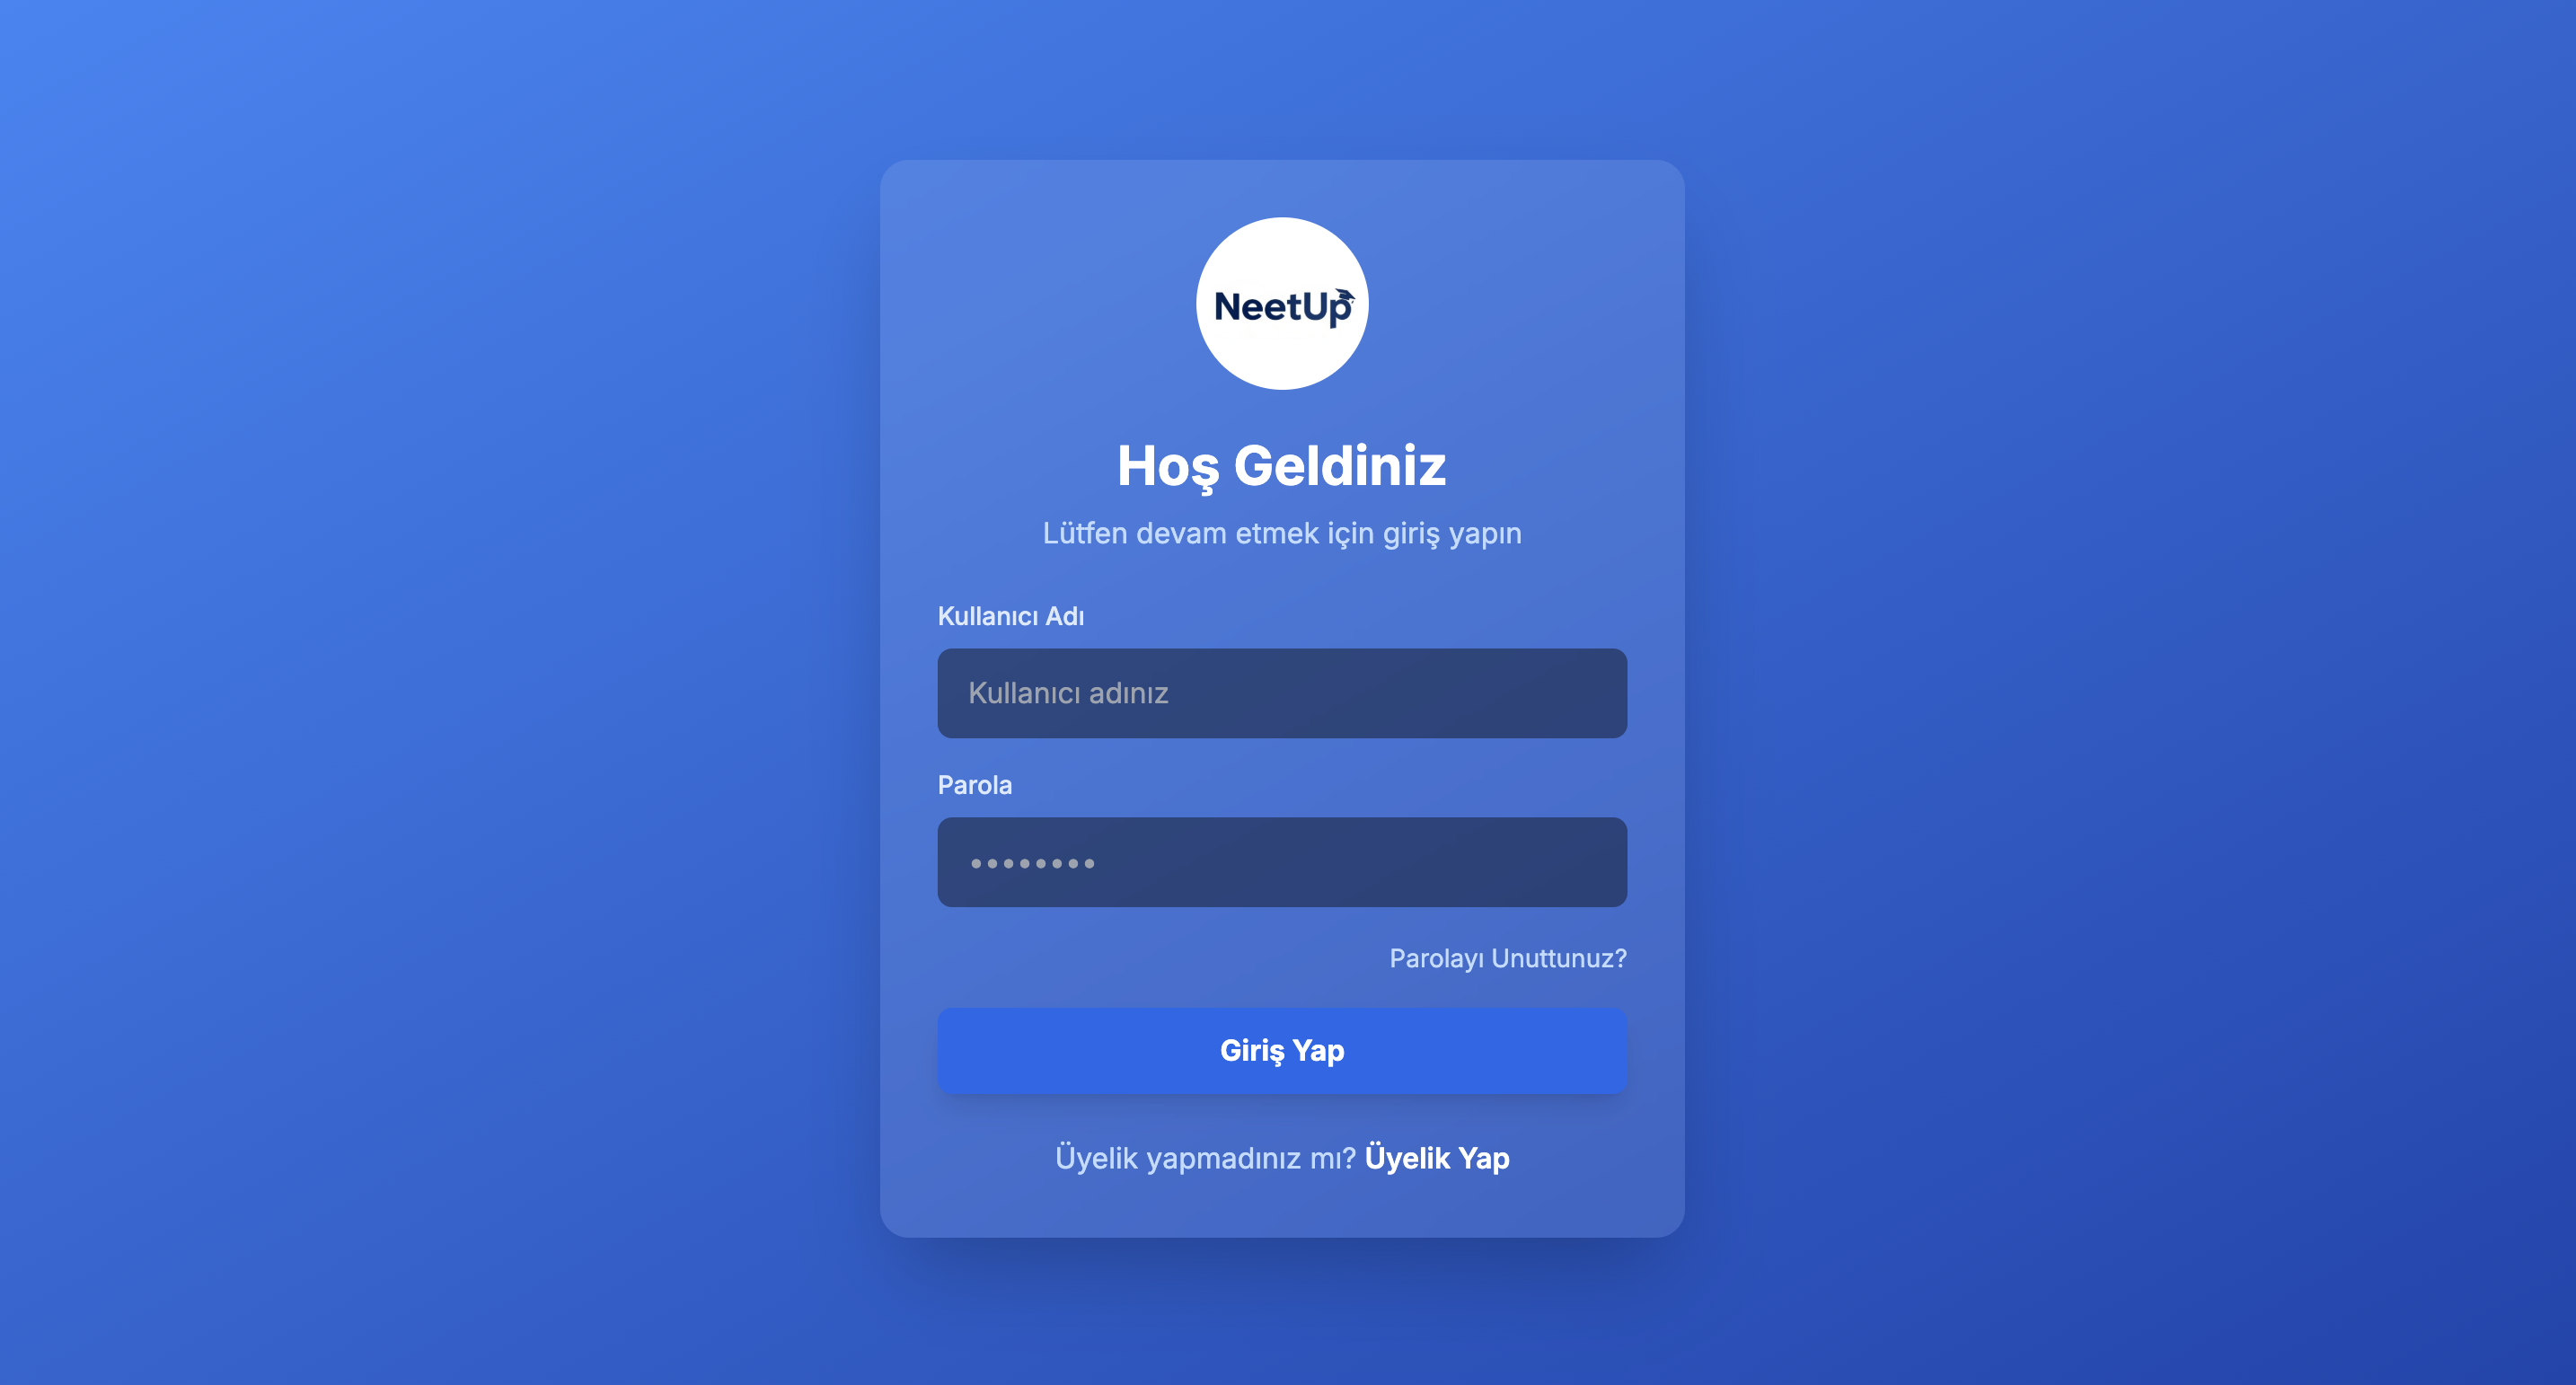 NeetUp
Hoş Geldiniz
Lütfen devam etmek için giriş yapın
Kullanıcı Adı
Kullanıcı adınız
Parola
••••••••
Parolayı Unuttunuz?
Giriş Yap
Üyelik yapmadınız mı? Üyelik Yap